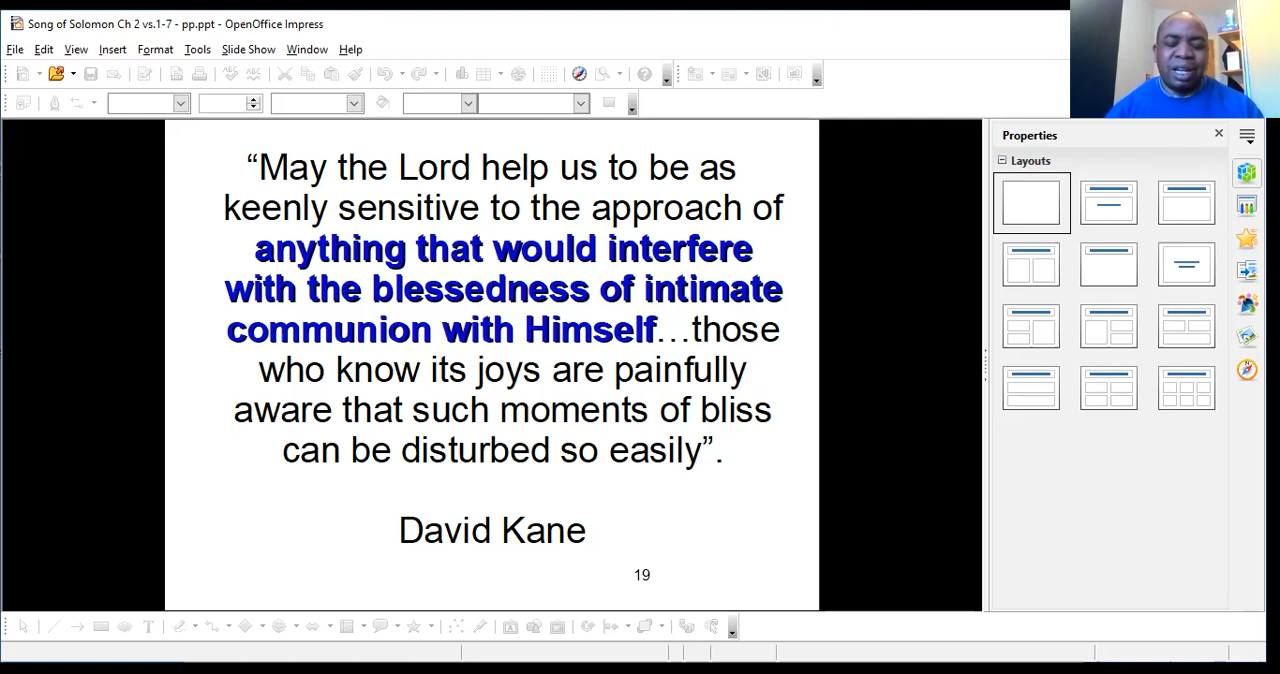 Song of Solomon Ch 2 vs.1-7 - pp.ppt - OpenOffice Impress
File Edit View Insert Format Tools Slide Show Window Help
Properties
Layouts
“May the Lord help us to be as
keenly sensitive to the approach of
anything that would interfere
with the blessedness of intimate
communion with Himself…those
who know its joys are painfully
aware that such moments of bliss
can be disturbed so easily”.
David Kane
19